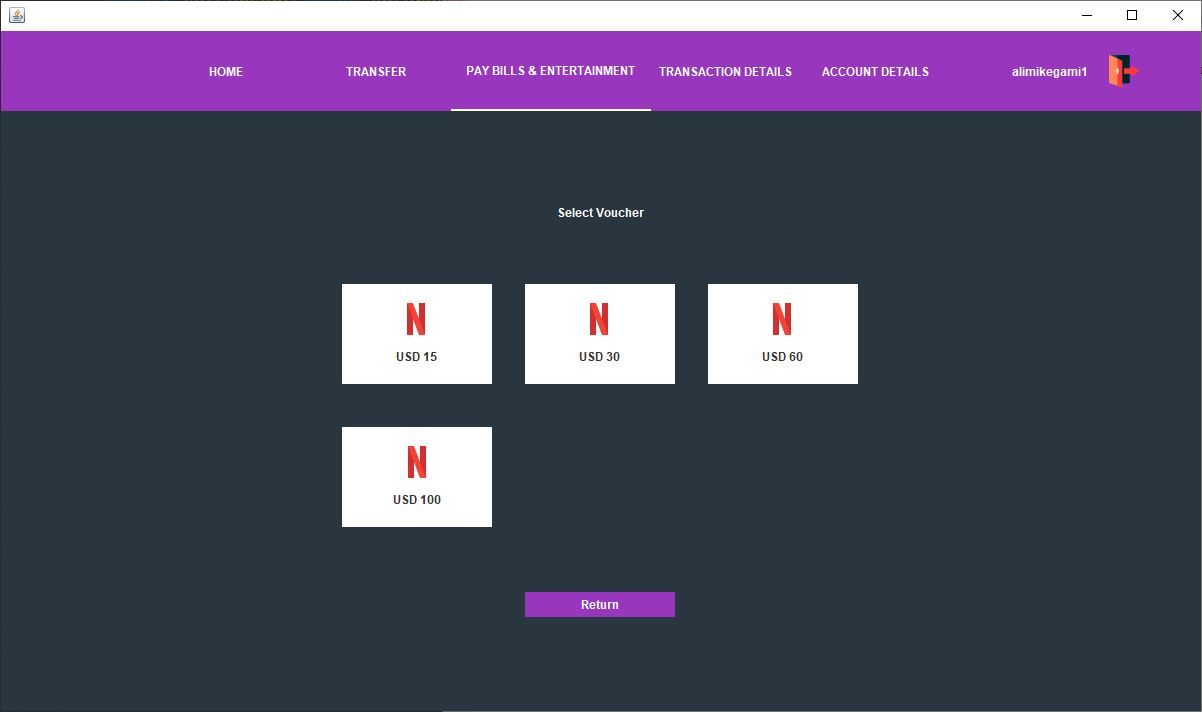 HOME TRANSFER PAY BILLS & ENTERTAINMENT TRANSACTION DETAILS ACCOUNT DETAILS alimikegami1
Select Voucher
N N N
USD 15 USD 30 USD 60
N
USD 100
Return